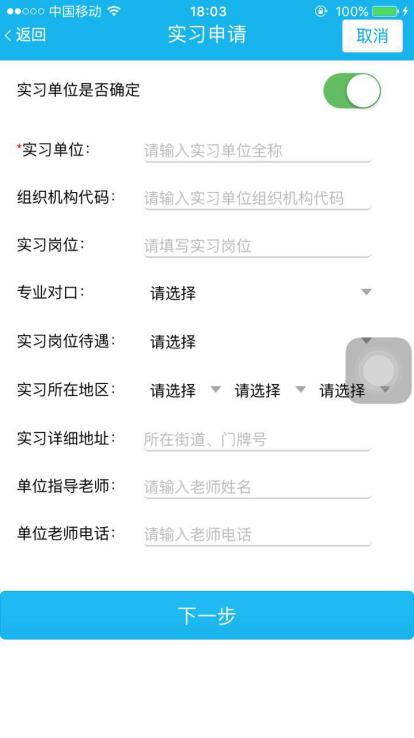 中国移动 18:03 100%
返回 实习申请 取消
实习单位是否确定
*实习单位: 请输入实习单位全称
组织机构代码: 请输入实习单位组织机构代码
实习岗位: 请填写实习岗位
专业对口: 请选择
实习岗位待遇: 请选择
实习所在地区: 请选择 请选择 请选择
实习详细地址: 所在街道、门牌号
单位指导老师: 请输入老师姓名
单位老师电话: 请输入老师电话
下一步